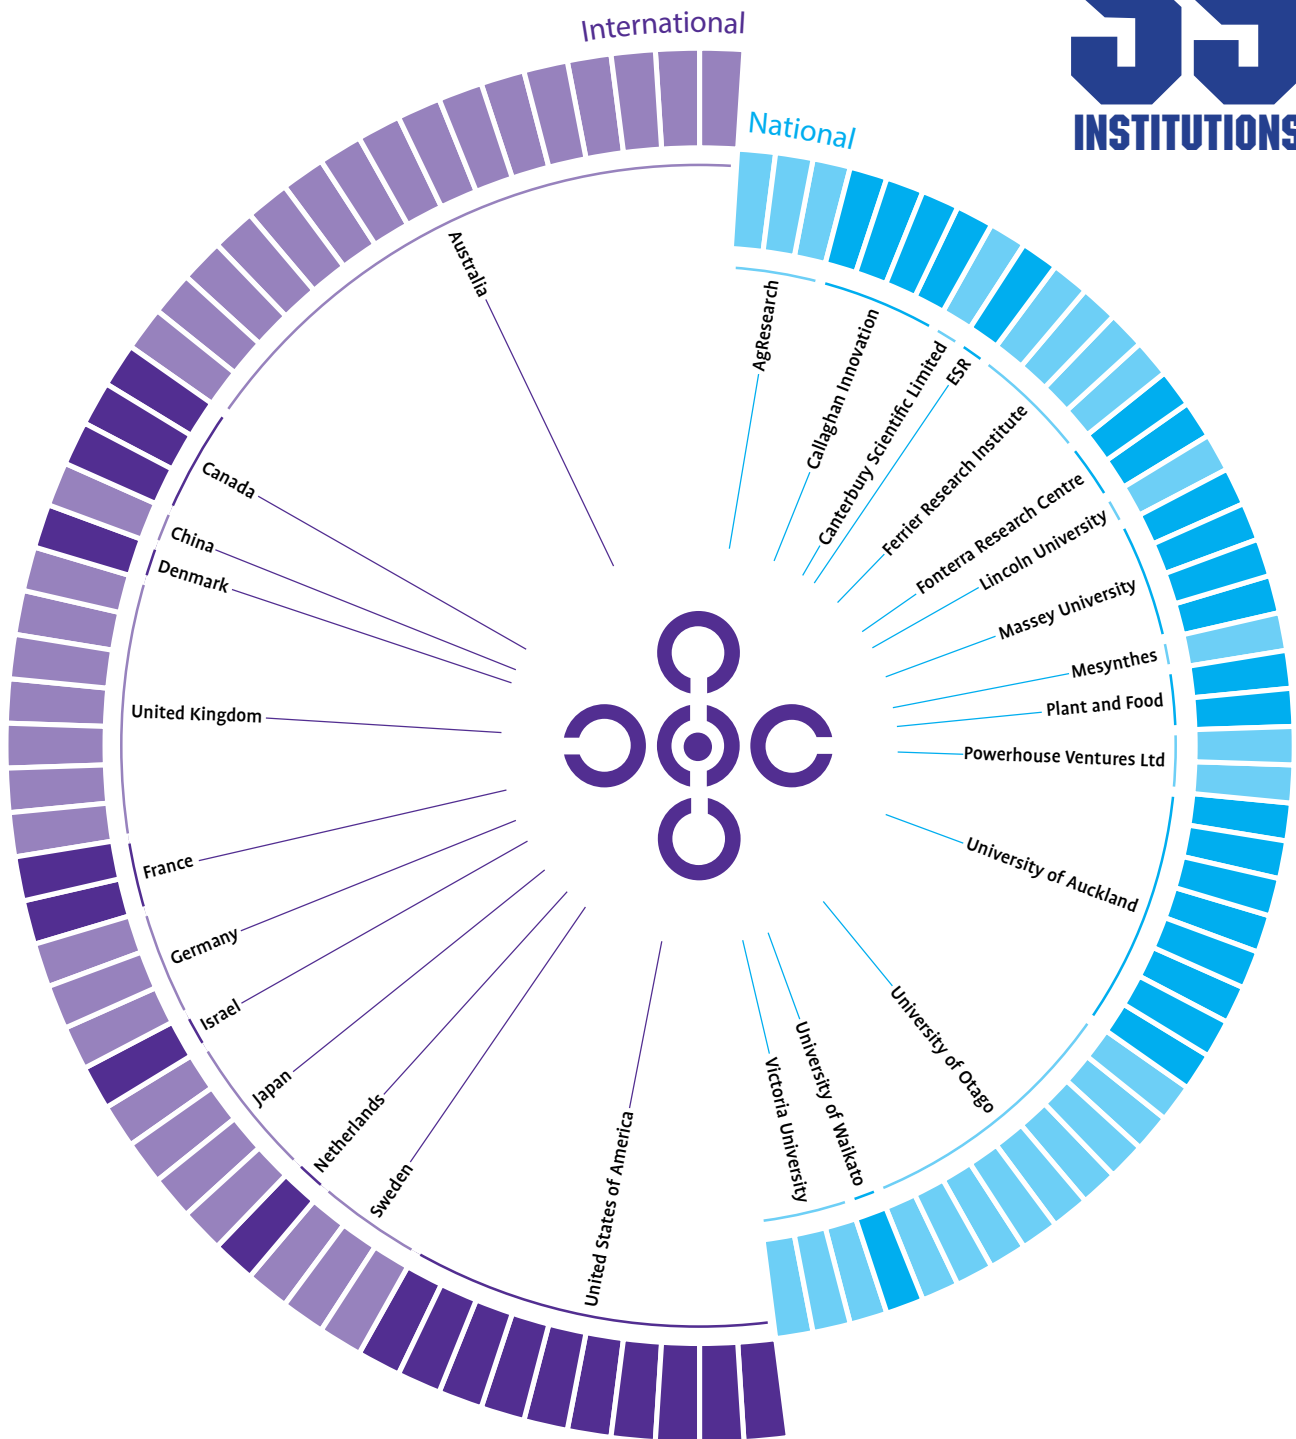 International
National
INSTITUTIONS
Australia
Canada
China
Denmark
United Kingdom
France
Germany
Israel
Japan
Netherlands
Sweden
United States of America
AgResearch
Callaghan Innovation
Canterbury Scientific Limited
ESR
Ferrier Research Institute
Fonterra Research Centre
Lincoln University
Massey University
Mesynthes
Plant and Food
Powerhouse Ventures Ltd
University of Auckland
University of Otago
University of Waikato
Victoria University